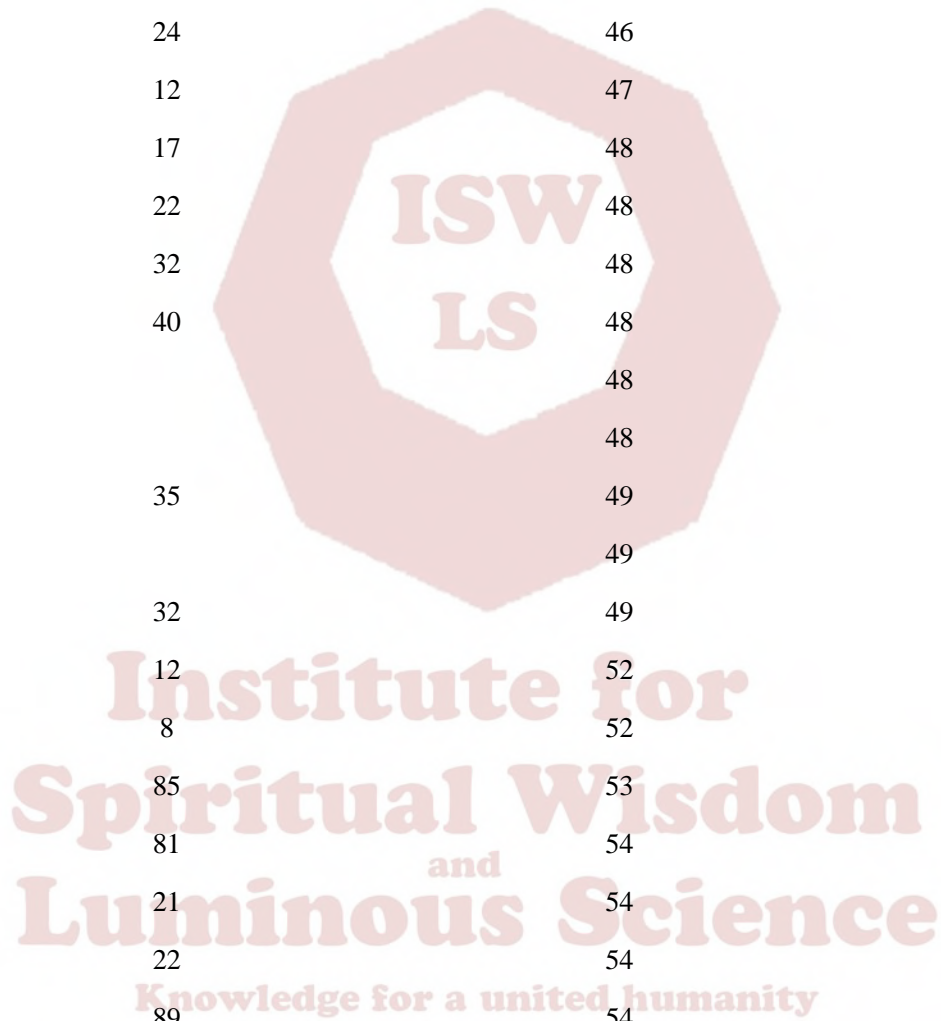 24 46
12 47
17 48
ISW
22 48
32 48
LS
40 48
48
48
35 49
49
32 49
Institute for
12 52
8 52
Spiritual Wisdom
85 53
81 54
and
Luminous Science
21 54
22 54
Knowledge for a united humanity
89 54